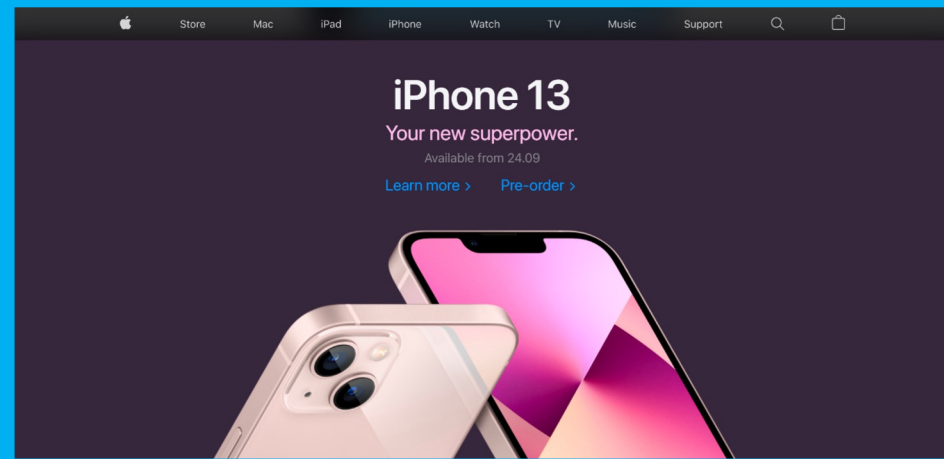 Store Mac iPad iPhone Watch TV Music Support
iPhone 13
Your new superpower.
Available from 24.09
Learn more > Pre-order >